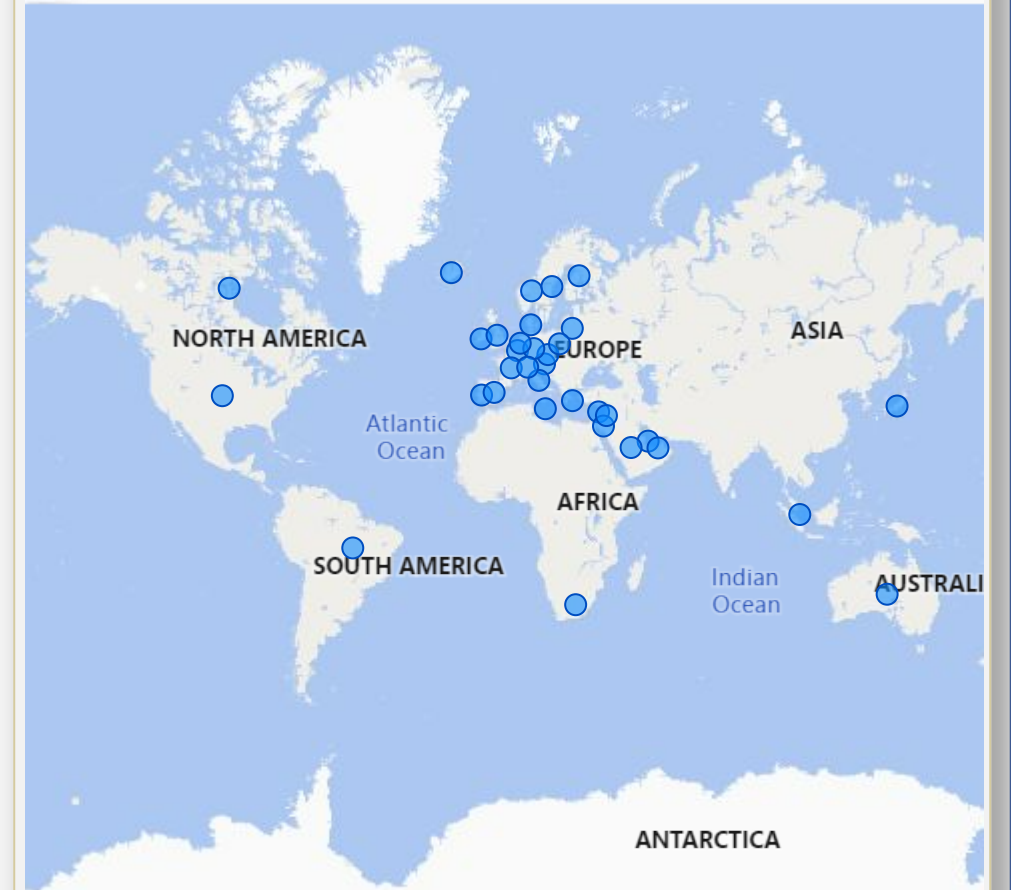 NORTH AMERICA
ASIA
EUROPE
Atlantic
Ocean
AFRICA
SOUTH AMERICA
Indian
Ocean
AUSTRALI
ANTARCTICA